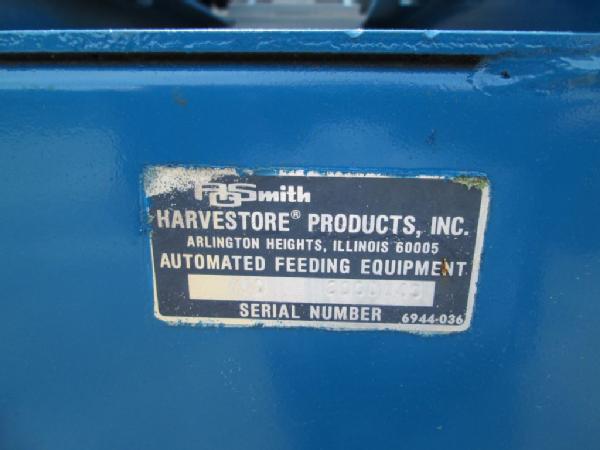 AOSmith
HARVESTORE® PRODUCTS, INC.
ARLINGTON HEIGHTS, ILLINOIS 60005
AUTOMATED FEEDING EQUIPMENT
SERIAL NUMBER 6944-036